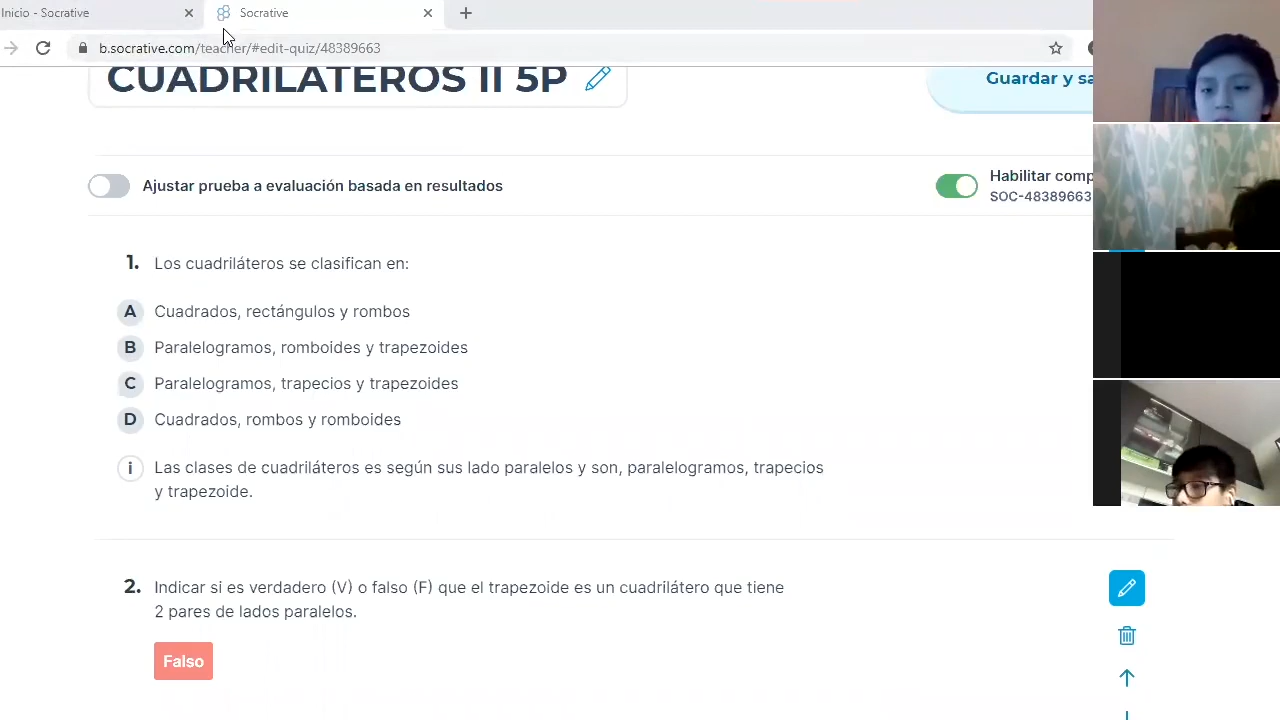 Inicio - Socrative
Socrative
b.socrative.com/teacher/#edit-quiz/48389663
CUADRILATEROS II 5P
Guardar y sa
Ajustar prueba a evaluación basada en resultados
Habilitar comp
SOC-48389663
1. Los cuadriláteros se clasifican en:
A Cuadrados, rectángulos y rombos
B Paralelogramos, romboides y trapezoides
C Paralelogramos, trapecios y trapezoides
D Cuadrados, rombos y romboides
i Las clases de cuadriláteros es según sus lado paralelos y son, paralelogramos, trapecios
y trapezoide.
2. Indicar si es verdadero (V) o falso (F) que el trapezoide es un cuadrilátero que tiene
2 pares de lados paralelos.
Falso